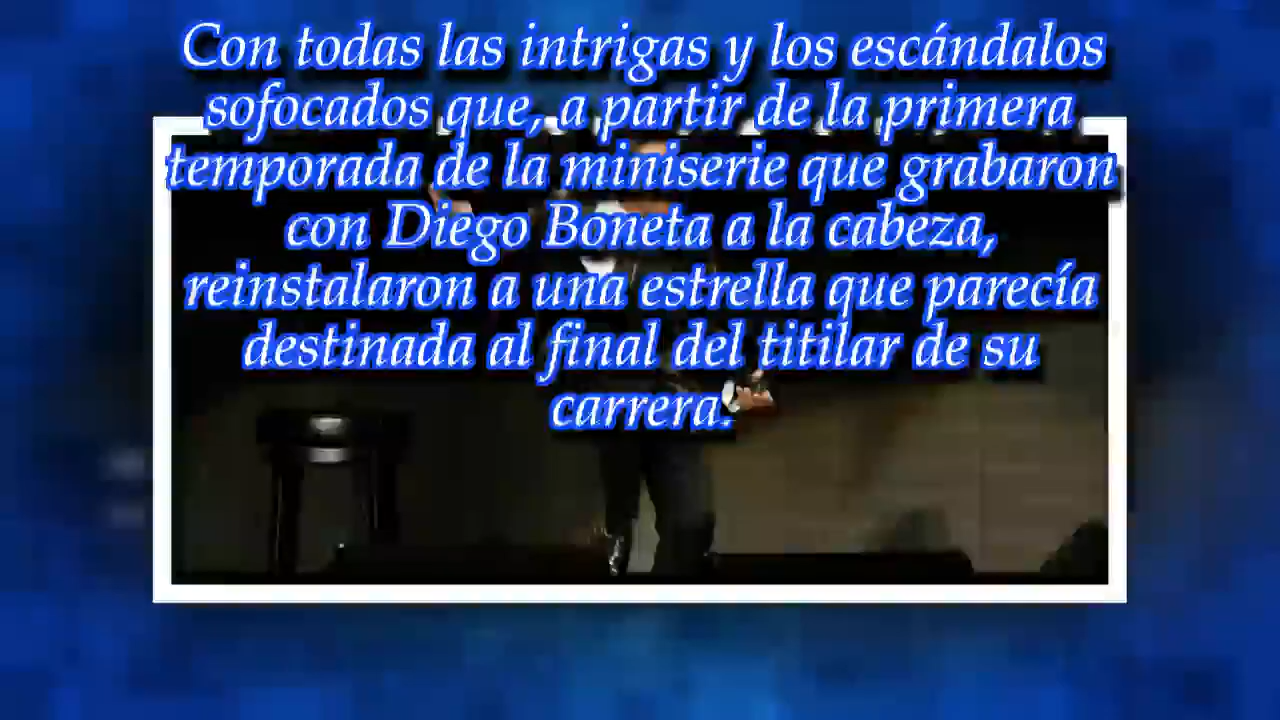 Con todas las intrigas y los escándalos
sofocados que, a partir de la primera
temporada de la miniserie que grabaron
con Diego Boneta a la cabeza,
reinstalaron a una estrella que parecía
destinada al final del titilar de su
carrera.